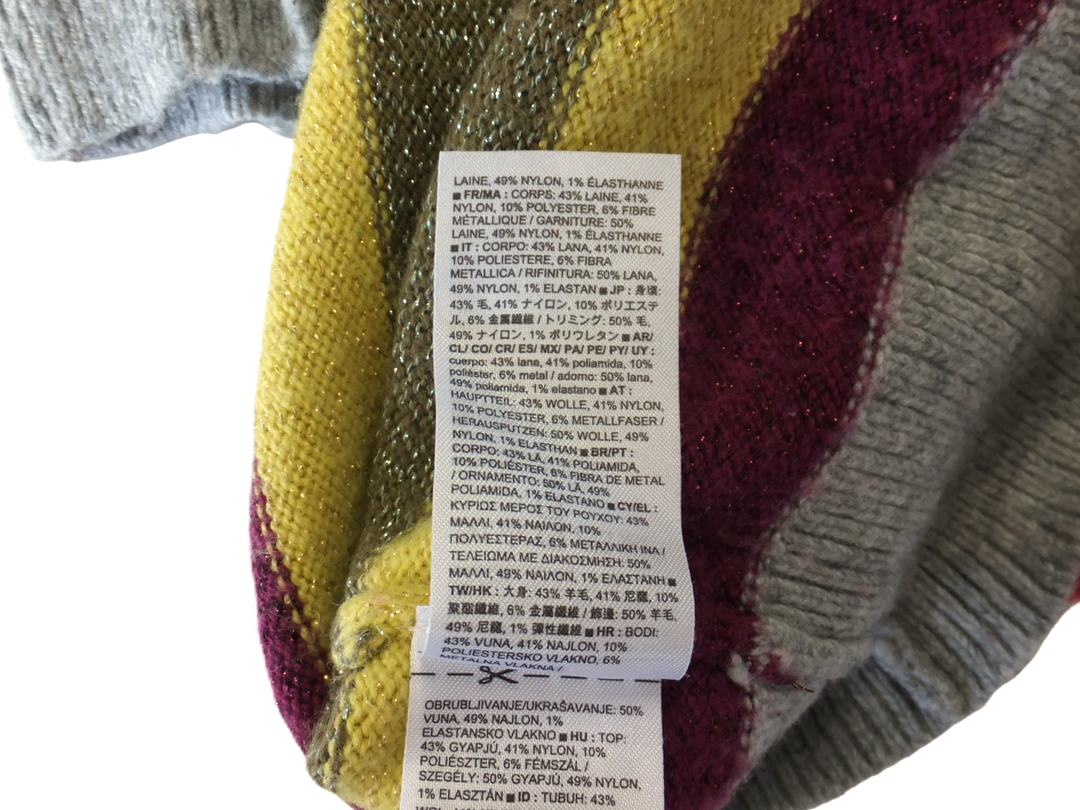 LAINE, 49% NYLON, 1% ÉLASTHANNE
■ FR/MA : CORPS: 43% LAINE, 41%
NYLON, 10% POLYESTER, 6% FIBRE
MÉTALLIQUE / GARNITURE: 50%
LAINE, 49% NYLON, 1% ÉLASTHANNE
■ IT : CORPO: 43% LANA, 41% NYLON,
10% POLIESTERE, 6% FIBRA
METALLICA / RIFINITURA: 50% LANA,
49% NYLON, 1% ELASTAN ■ JP : 身頃:
43% 毛, 41% ナイロン, 10% ポリエステ
ル, 6% 金属繊維 / トリミング: 50% 毛,
49% ナイロン, 1% ポリウレタン ■ AR/
CL/ CO/ CR/ ES/ MX/ PA/ PE/ PY/ UY :
cuerpo: 43% lana, 41% poliamida, 10%
poliéster, 6% metal / adorno: 50% lana,
49% poliamida, 1% elastano ■ AT :
HAUPTTEIL: 43% WOLLE, 41% NYLON,
10% POLYESTER, 6% METALLFASER /
HERAUSPUTZEN: 50% WOLLE, 49%
NYLON, 1% ELASTHAN ■ BR/PT :
CORPO: 43% LÃ, 41% POLIAMIDA,
10% POLIÉSTER, 6% FIBRA DE METAL
/ ORNAMENTO: 50% LÃ, 49%
POLIAMIDA, 1% ELASTANO ■ CY/EL :
ΚΥΡΙΩΣ ΜΕΡΟΣ ΤΟΥ ΡΟΥΧΟΥ: 43%
ΜΑΛΛΙ, 41% ΝΑΙΛΟΝ, 10%
ΠΟΛΥΕΣΤΕΡΑΣ, 6% ΜΕΤΑΛΛΙΚΗ ΙΝΑ /
ΤΕΛΕΙΩΜΑ ΜΕ ΔΙΑΚΟΣΜΗΣΗ: 50%
ΜΑΛΛΙ, 49% ΝΑΙΛΟΝ, 1% ΕΛΑΣΤΑΝΗ ■
TW/HK : 大身: 43% 羊毛, 41% 尼龍, 10%
聚酯纖維, 6% 金屬纖維 / 飾邊: 50% 羊毛,
49% 尼龍, 1% 彈性纖維 ■ HR : BODI:
43% VUNA, 41% NAJLON, 10%
POLIESTERSKO VLAKNO, 6%
METALNA VLAKNA /
OBRUBLJIVANJE/UKRAŠAVANJE: 50%
VUNA, 49% NAJLON, 1%
ELASTANSKO VLAKNO ■ HU : TOP:
43% GYAPJÚ, 41% NYLON, 10%
POLIÉSZTER, 6% FÉMSZÁL /
SZEGÉLY: 50% GYAPJÚ, 49% NYLON,
1% ELASZTÁN ■ ID : TUBUH: 43%